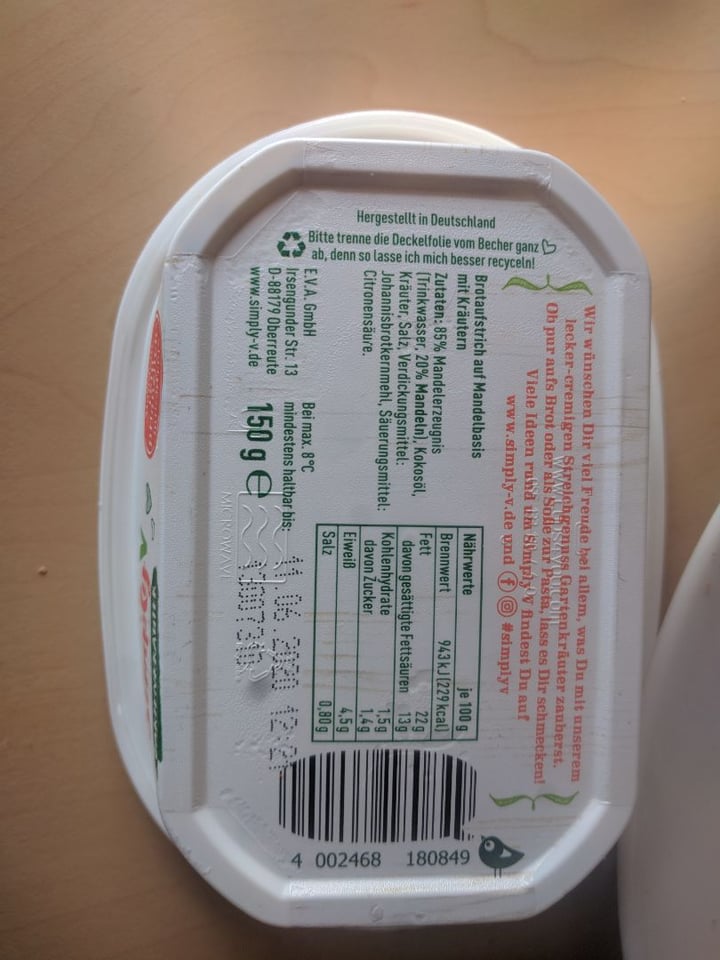 Wir wünschen Dir viel Freude bei allem, was Du mit unserem
lecker-cremigen Streichgenuss Gartenkräuter zauberst.
Ob pur aufs Brot oder als Soße zur Pasta, lass es Dir schmecken!
Viele Ideen rund um Simply V findest Du auf
www.simply-v.de und #simplyv
Hergestellt in Deutschland
Bitte trenne die Deckelfolie vom Becher ganz
ab, denn so lasse ich mich besser recyceln!
Brotaufstrich auf Mandelbasis
mit Kräutern
Zutaten: 85% Mandelerzeugnis
(Trinkwasser, 20% Mandeln), Kokosöl,
Kräuter, Salz, Verdickungsmittel:
Johannisbrotkernmehl, Säuerungsmittel:
Citronensäure.
E.V.A. GmbH
Irsengunder Str. 13
D-88179 Oberreute
www.simply-v.de
Bei max. 8°C
mindestens haltbar bis:
150 g e
MICROWAVE
11.06.2020 12:21
Nährwerte je 100 g
Brennwert 943 kJ (229 kcal)
Fett 22 g
davon gesättigte Fettsäuren 13 g
Kohlenhydrate 1,5 g
davon Zucker 1,4 g
Eiweiß 4,5 g
Salz 0,80 g
4 002468 180849